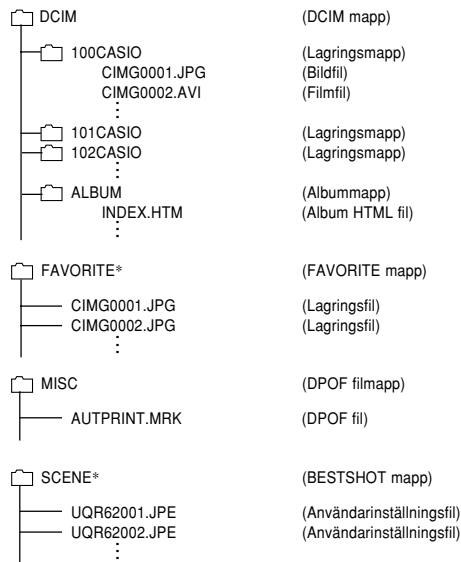 DCIM (DCIM mapp)
100CASIO (Lagringsmapp)
CIMG0001.JPG (Bildfil)
CIMG0002.AVI (Filmfil)
101CASIO (Lagringsmapp)
102CASIO (Lagringsmapp)
ALBUM (Albummapp)
INDEX.HTM (Album HTML fil)
FAVORITE* (FAVORITE mapp)
CIMG0001.JPG (Lagringsfil)
CIMG0002.JPG (Lagringsfil)
MISC (DPOF filmapp)
AUTPRINT.MRK (DPOF fil)
SCENE* (BESTSHOT mapp)
UQR62001.JPE (Användarinställningsfil)
UQR62002.JPE (Användarinställningsfil)